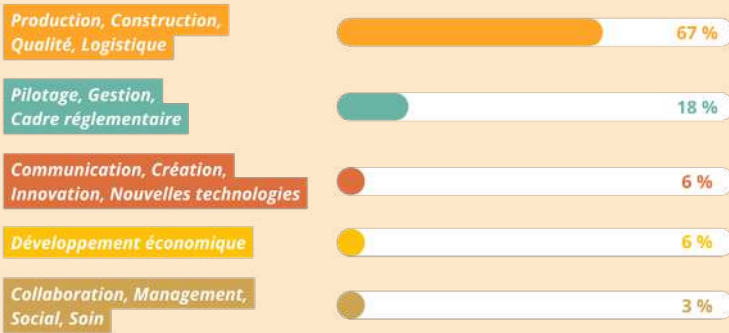 Production, Construction,
Qualité, Logistique
67 %
Pilotage, Gestion,
Cadre réglementaire
18 %
Communication, Création,
Innovation, Nouvelles technologies
6 %
Développement économique
6 %
Collaboration, Management,
Social, Soin
3 %